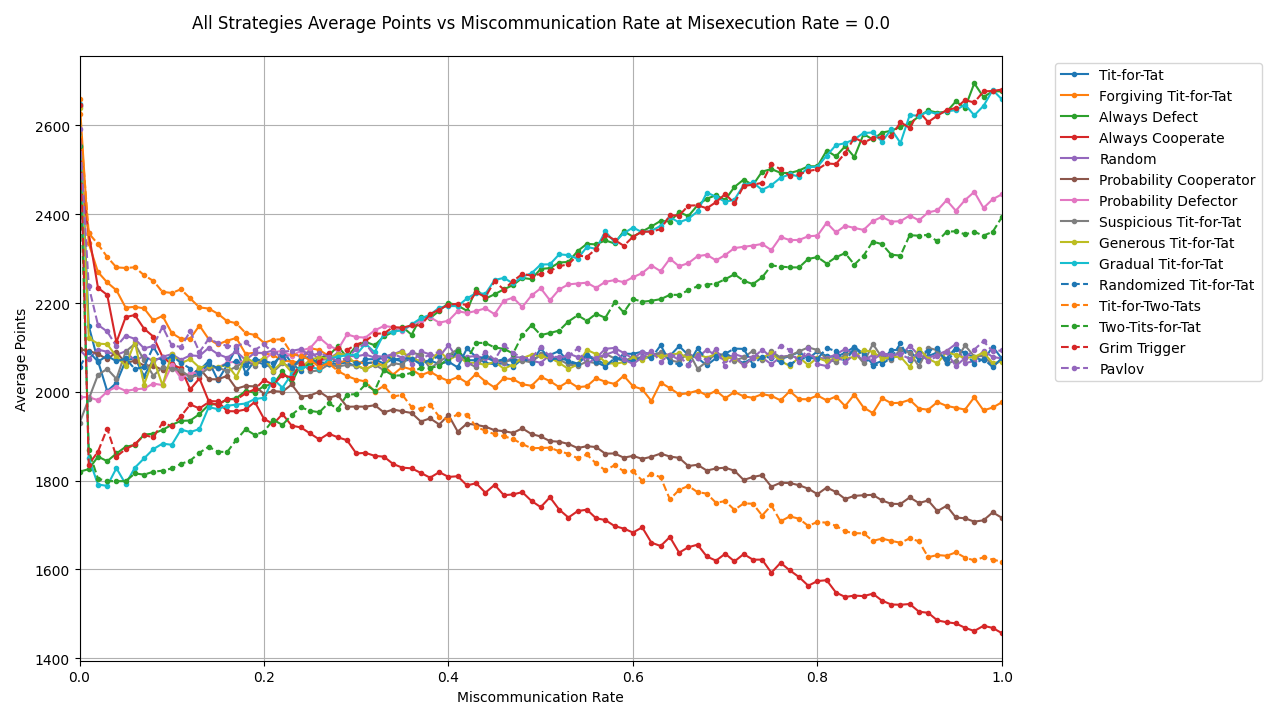 All Strategies Average Points vs Miscommunication Rate at Misexecution Rate = 0.0
Average Points
2600
2400
2200
2000
1800
1600
1400
0.0 0.2 0.4 0.6 0.8 1.0
Miscommunication Rate
Tit-for-Tat
Forgiving Tit-for-Tat
Always Defect
Always Cooperate
Random
Probability Cooperator
Probability Defector
Suspicious Tit-for-Tat
Generous Tit-for-Tat
Gradual Tit-for-Tat
Randomized Tit-for-Tat
Tit-for-Two-Tats
Two-Tits-for-Tat
Grim Trigger
Pavlov